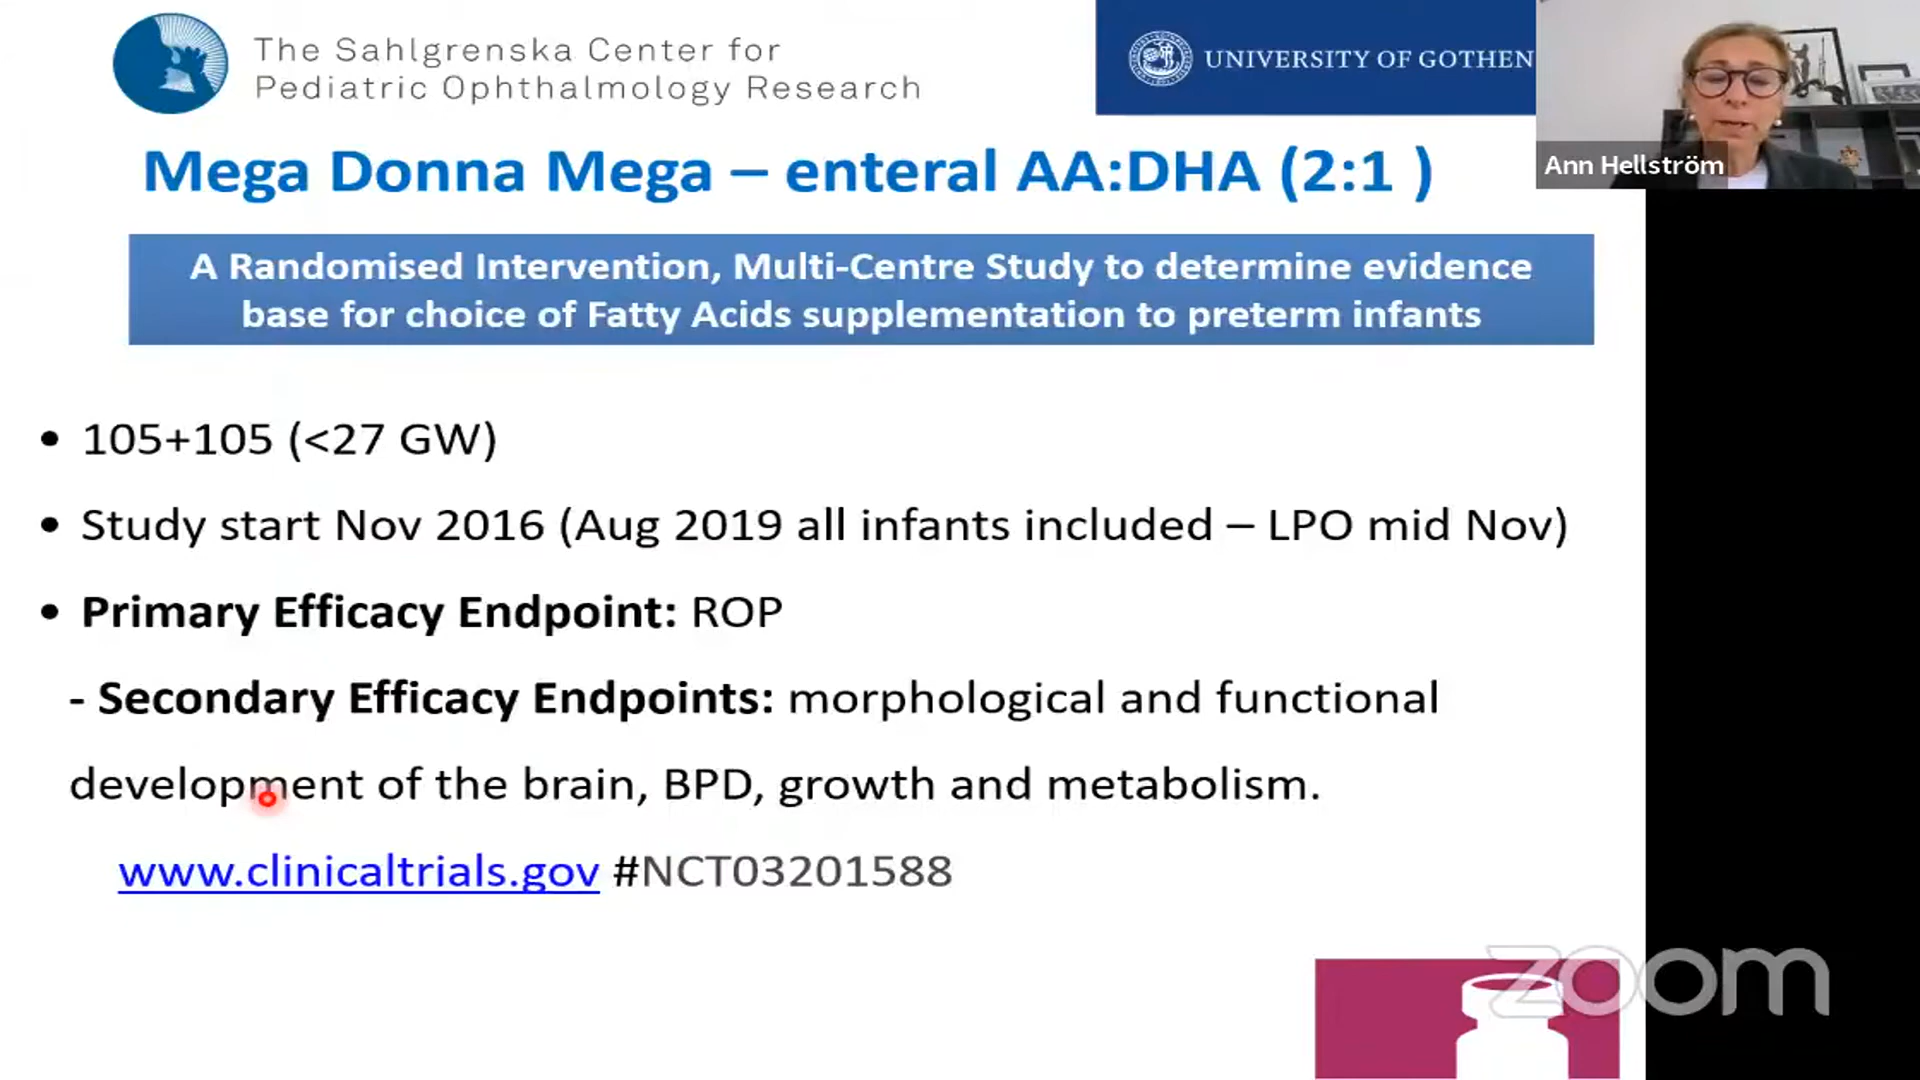 The Sahlgrenska Center for
Pediatric Ophthalmology Research
UNIVERSITY OF GOTHEN
Ann Hellström
Mega Donna Mega – enteral AA:DHA (2:1 )
A Randomised Intervention, Multi-Centre Study to determine evidence
base for choice of Fatty Acids supplementation to preterm infants
• 105+105 (<27 GW)
• Study start Nov 2016 (Aug 2019 all infants included – LPO mid Nov)
• Primary Efficacy Endpoint: ROP
- Secondary Efficacy Endpoints: morphological and functional
development of the brain, BPD, growth and metabolism.
www.clinicaltrials.gov #NCT03201588
zoom